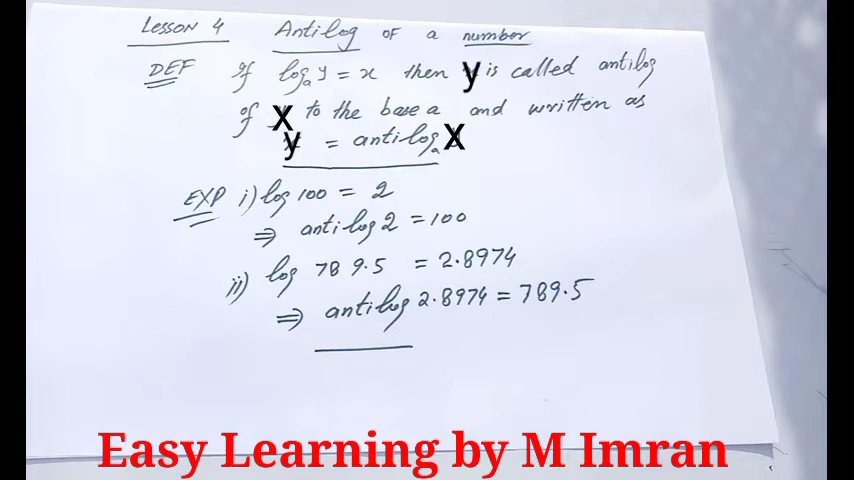 LESSON 4 Antilog OF a number
DEF If logₐ y = x then y is called antilog
of X to the base a and written as
y = antilogₐ X
EXP i) log 100 = 2
⇒ antilog 2 = 100
ii) log 789.5 = 2.8974
⇒ antilog 2.8974 = 789.5
Easy Learning by M Imran